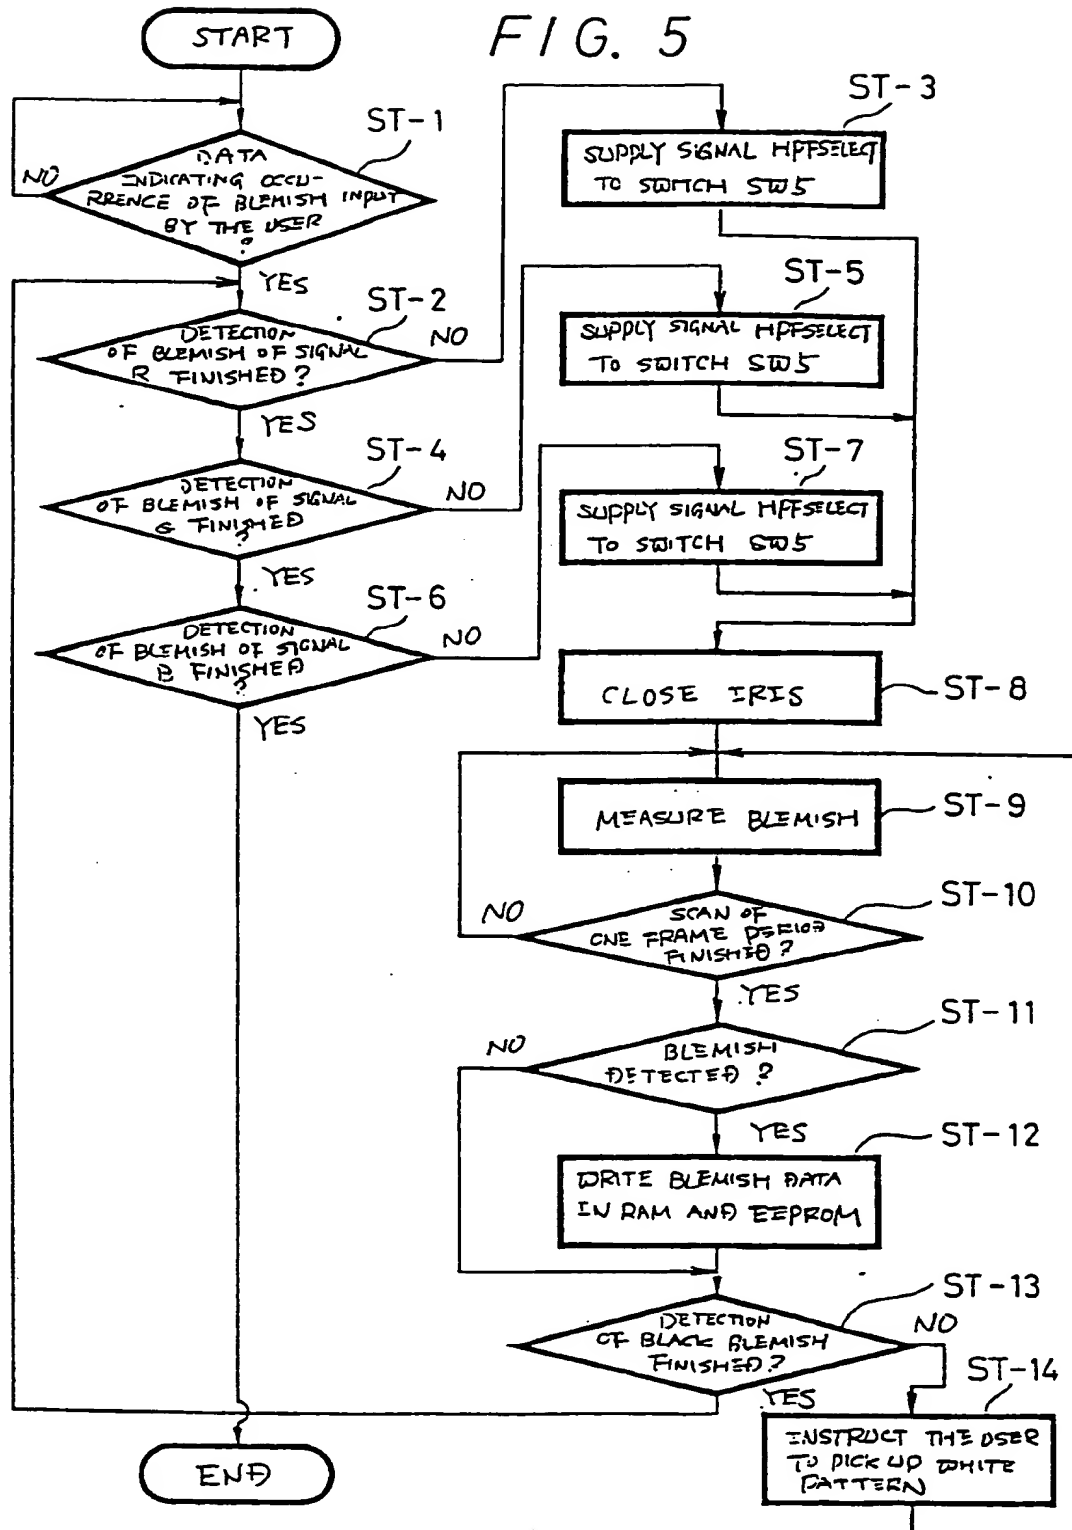 FIG. 5
START
ST-1
DATA
INDICATING OCCU-
RRENCE OF BLEMISH INPUT
BY THE USER
?
NO
YES
ST-2
DETECTION
OF BLEMISH OF SIGNAL
R FINISHED?
NO
YES
ST-3
SUPPLY SIGNAL HPFSELECT
TO SWITCH SW5
ST-4
DETECTION
OF BLEMISH OF SIGNAL
G FINISHED
?
NO
YES
ST-5
SUPPLY SIGNAL HPFSELECT
TO SWITCH SW5
ST-6
DETECTION
OF BLEMISH OF SIGNAL
B FINISHED
?
NO
YES
ST-7
SUPPLY SIGNAL HPFSELECT
TO SWITCH SW5
CLOSE IRIS
ST-8
MEASURE BLEMISH
ST-9
ST-10
SCAN OF
ONE FRAME PERIOD
FINISHED?
NO
YES
ST-11
BLEMISH
DETECTED?
NO
YES
ST-12
WRITE BLEMISH DATA
IN RAM AND EEPROM
ST-13
DETECTION
OF BLACK BLEMISH
FINISHED?
NO
YES
ST-14
INSTRUCT THE USER
TO PICK UP WHITE
PATTERN
END